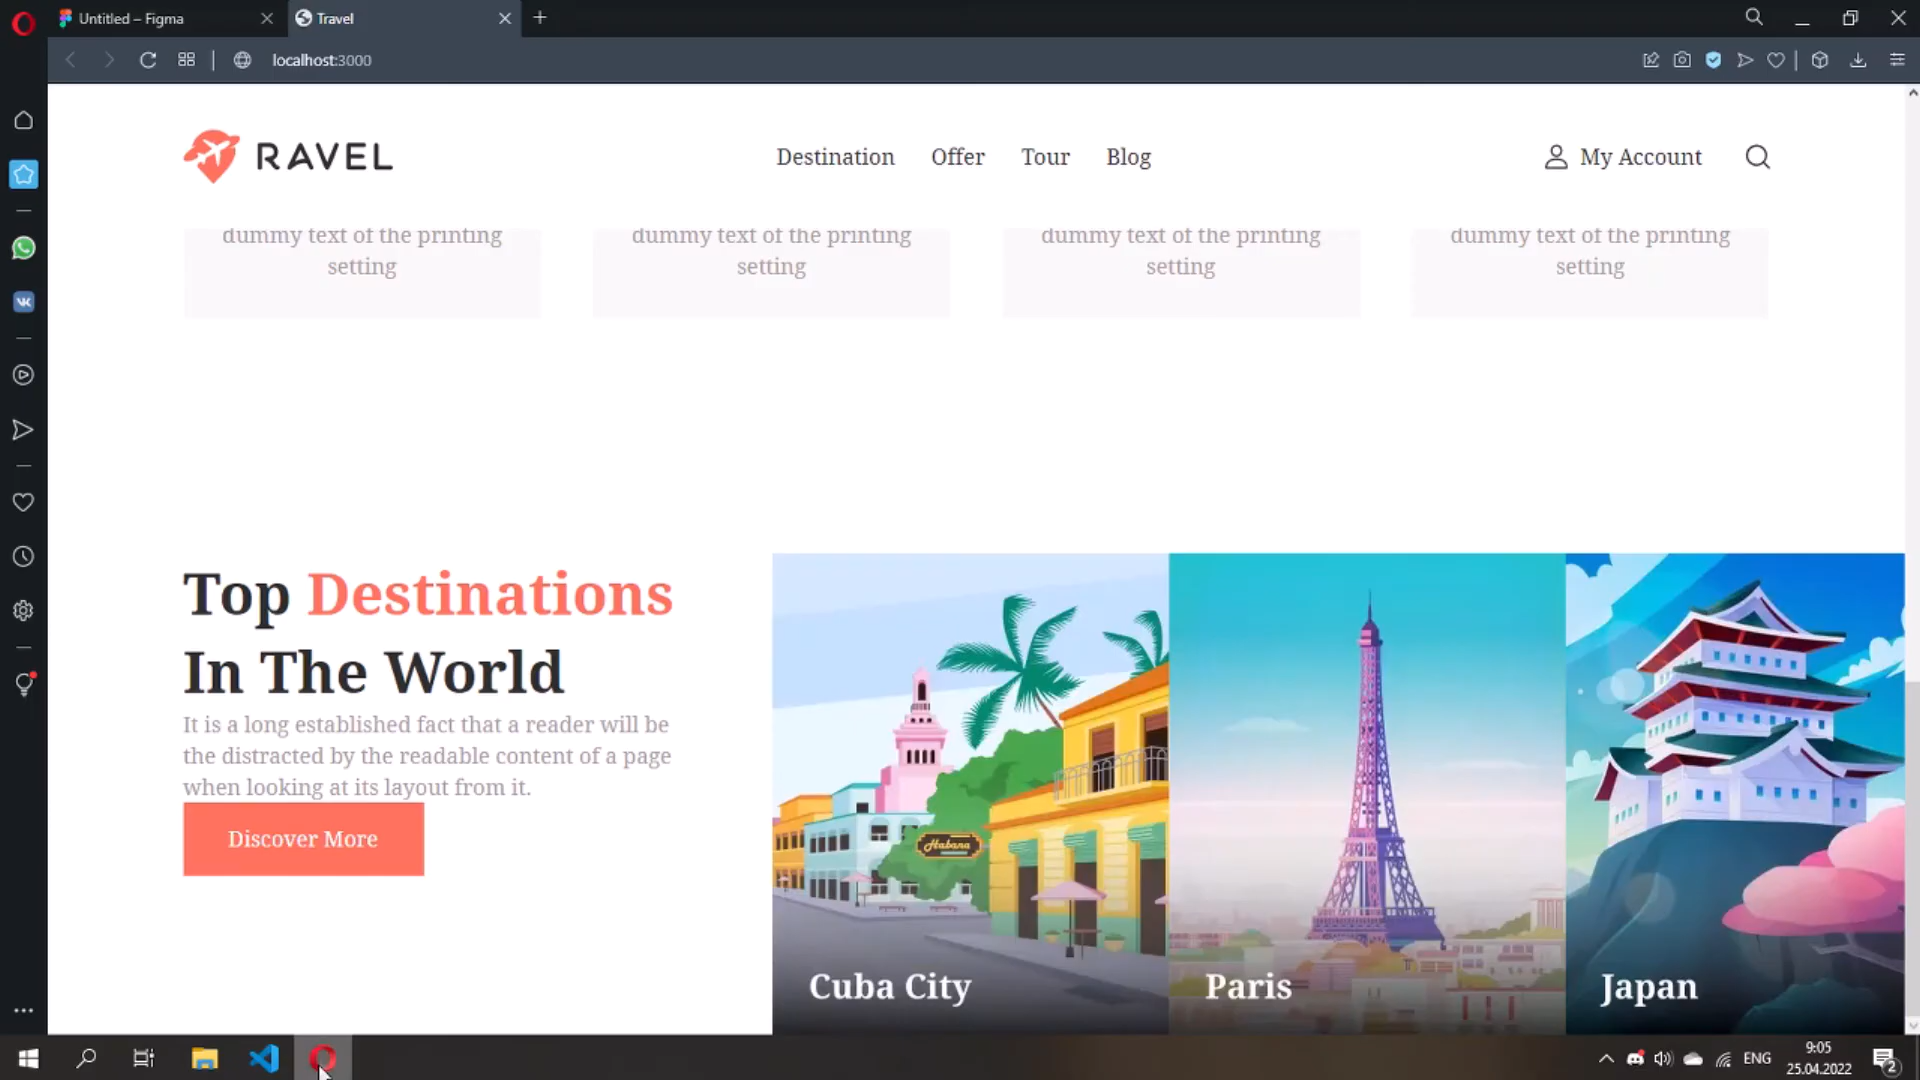 Untitled – Figma
Travel
localhost:3000
RAVEL
Destination
Offer
Tour
Blog
My Account
dummy text of the printing
setting
dummy text of the printing
setting
dummy text of the printing
setting
dummy text of the printing
setting
Top Destinations
In The World
It is a long established fact that a reader will be
the distracted by the readable content of a page
when looking at its layout from it.
Discover More
Habana
Cuba City
Paris
Japan
ENG
9:05
25.04.2022
2